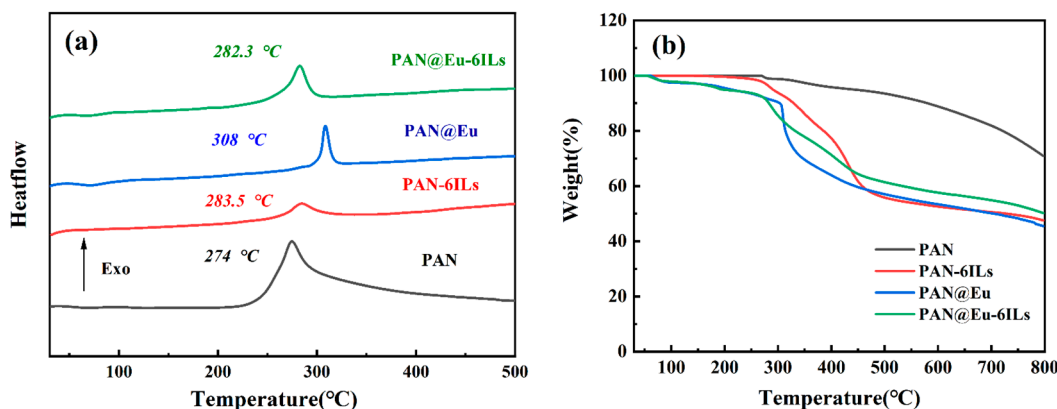 (a)
282.3 °C
PAN@Eu-6ILs
308 °C
PAN@Eu
283.5 °C
PAN-6ILs
274 °C
PAN
Exo
Heatflow
100
200
300
400
500
Temperature(°C)
(b)
120
100
80
60
40
20
0
Weight(%)
PAN
PAN-6ILs
PAN@Eu
PAN@Eu-6ILs
100
200
300
400
500
600
700
800
Temperature(°C)